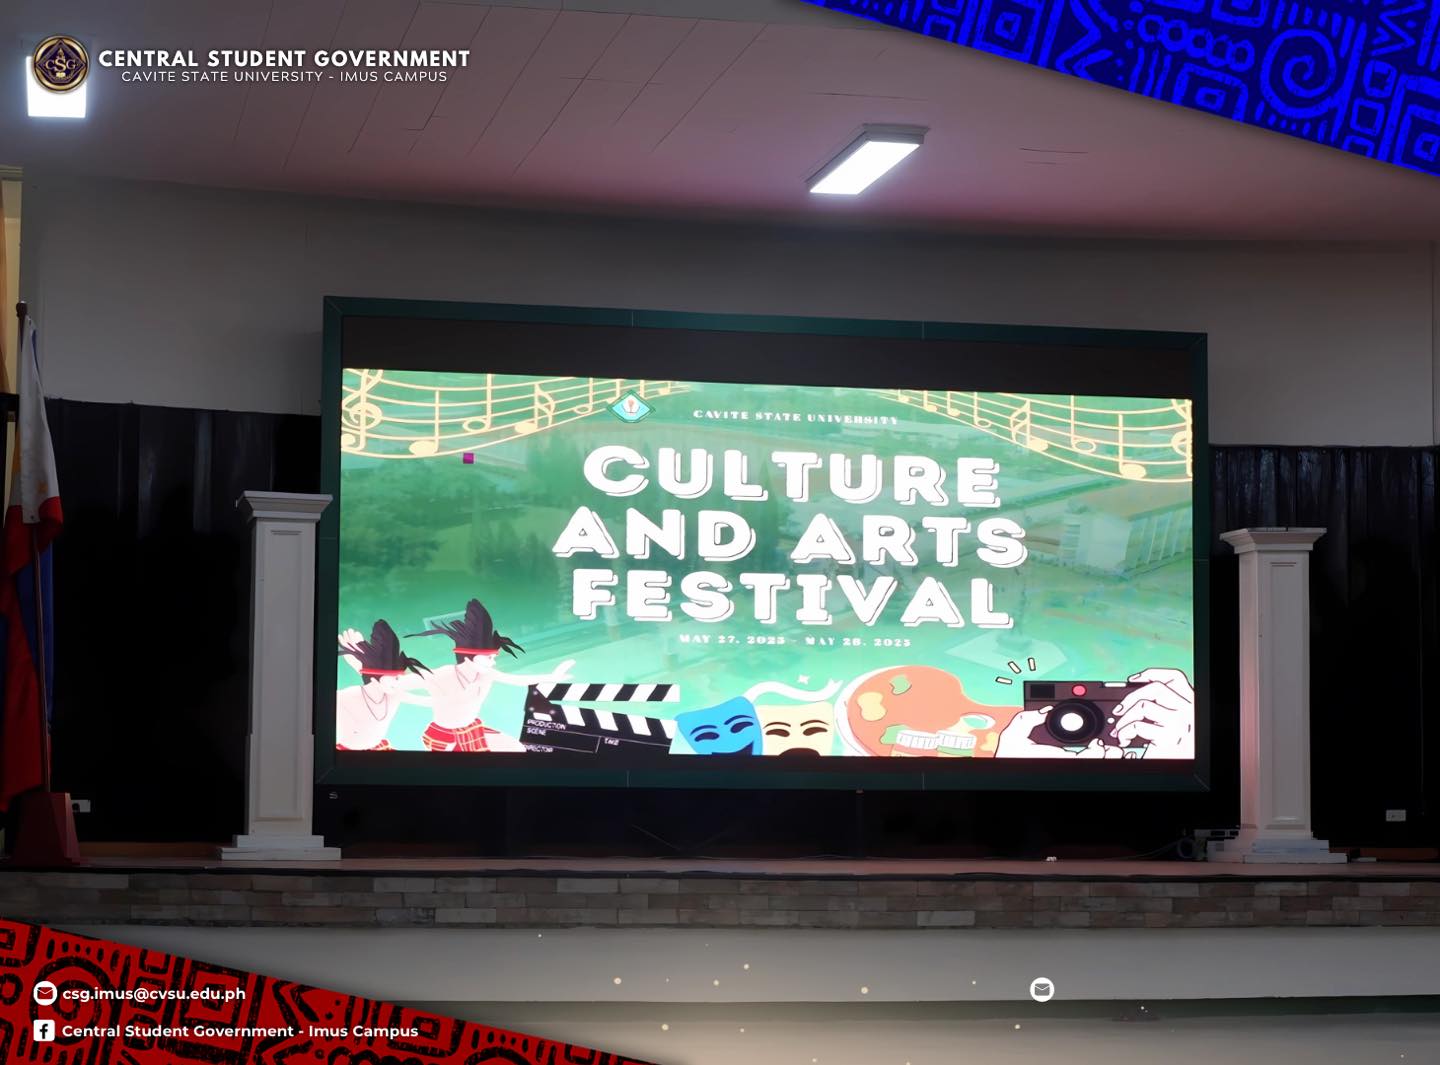 CSG
CENTRAL STUDENT GOVERNMENT
CAVITE STATE UNIVERSITY - IMUS CAMPUS
CAVITE STATE UNIVERSITY
CULTURE
AND ARTS
FESTIVAL
MAY 27, 2025 - MAY 28, 2025
PRODUCTION
SCENE
TAKE
DIRECTOR
csg.imus@cvsu.edu.ph
Central Student Government - Imus Campus